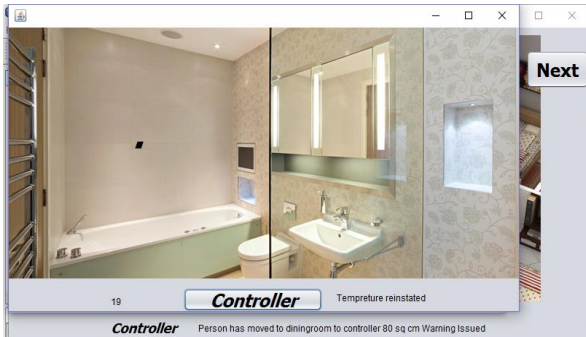 Next
19 Controller Tempreture reinstated
Controller Person has moved to diningroom to controller 80 sq cm Warning Issued